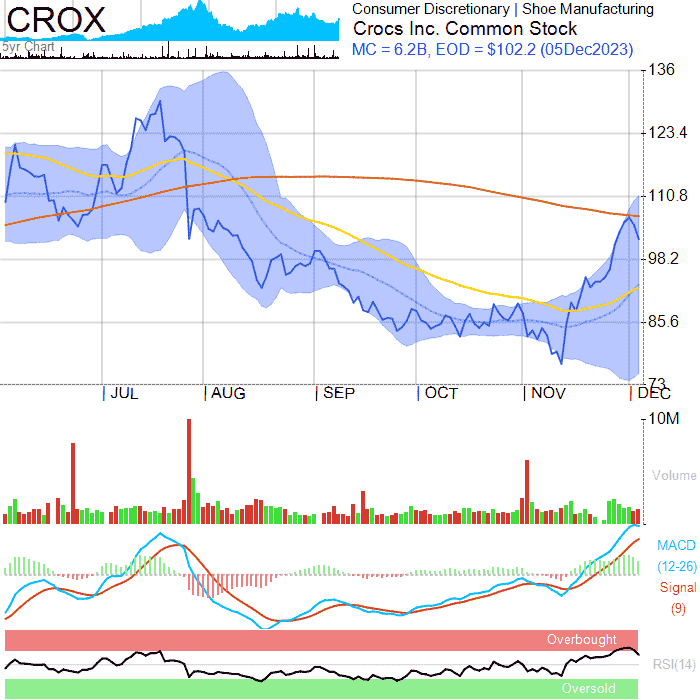 CROX
5yr Chart
Consumer Discretionary | Shoe Manufacturing
Crocs Inc. Common Stock
MC = 6.2B, EOD = $102.2 (05Dec2023)
136
123.4
110.8
98.2
85.6
73
JUL AUG SEP OCT NOV DEC
10M
Volume
MACD
(12-26)
Signal
(9)
Overbought
RSI(14)
Oversold